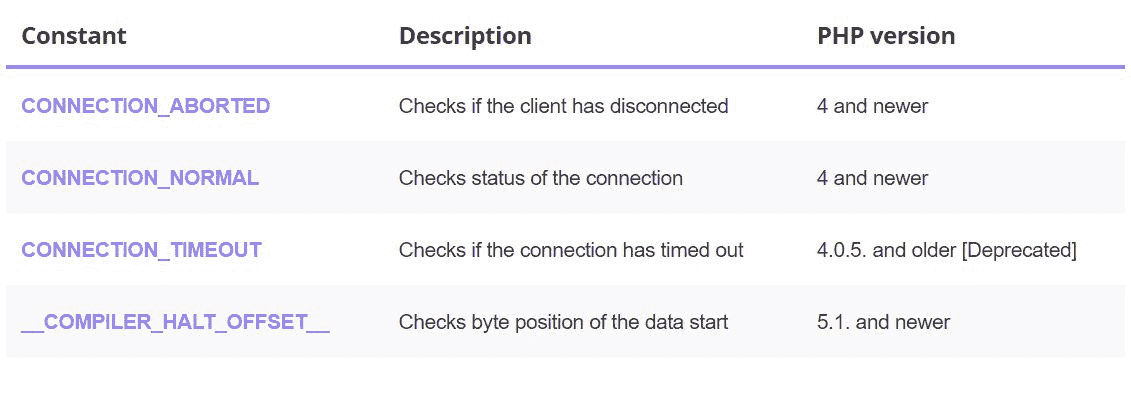 Constant Description PHP version
CONNECTION_ABORTED Checks if the client has disconnected 4 and newer
CONNECTION_NORMAL Checks status of the connection 4 and newer
CONNECTION_TIMEOUT Checks if the connection has timed out 4.0.5. and older [Deprecated]
__COMPILER_HALT_OFFSET__ Checks byte position of the data start 5.1. and newer